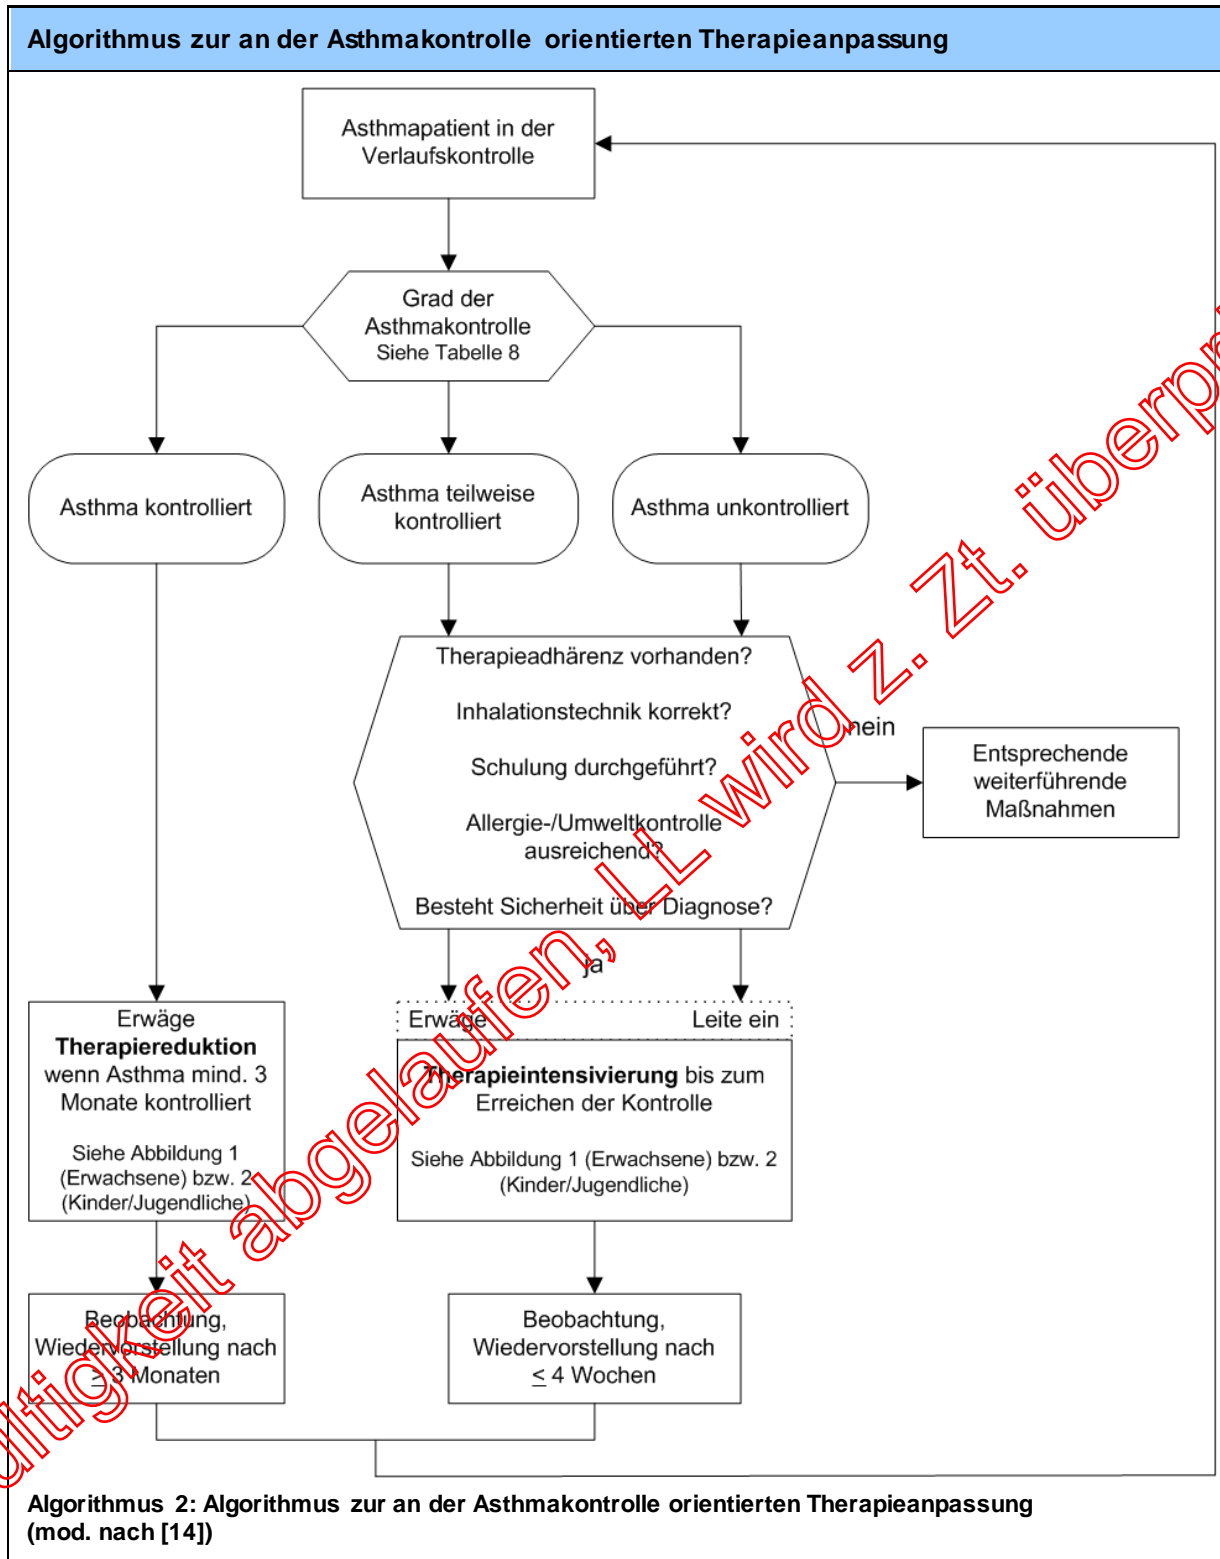 Algorithmus zur an der Asthmakontrolle orientierten Therapieanpassung
Asthmapatient in der
Verlaufskontrolle
Grad der
Asthmakontrolle
Siehe Tabelle 8
Asthma kontrolliert
Asthma teilweise
kontrolliert
Asthma unkontrolliert
Therapieadhärenz vorhanden?
Inhalationstechnik korrekt?
Schulung durchgeführt?
Allergie-/Umweltkontrolle
ausreichend?
Besteht Sicherheit über Diagnose?
nein
Entsprechende
weiterführende
Maßnahmen
ja
Erwäge
Therapiereduktion
wenn Asthma mind. 3
Monate kontrolliert
Siehe Abbildung 1
(Erwachsene) bzw. 2
(Kinder/Jugendliche)
Erwäge Leite ein
Therapieintensivierung bis zum
Erreichen der Kontrolle
Siehe Abbildung 1 (Erwachsene) bzw. 2
(Kinder/Jugendliche)
Beobachtung,
Wiedervorstellung nach
≥ 3 Monaten
Beobachtung,
Wiedervorstellung nach
≤ 4 Wochen
Algorithmus 2: Algorithmus zur an der Asthmakontrolle orientierten Therapieanpassung
(mod. nach [14])
abgelaufen, LL wird z. Zt.